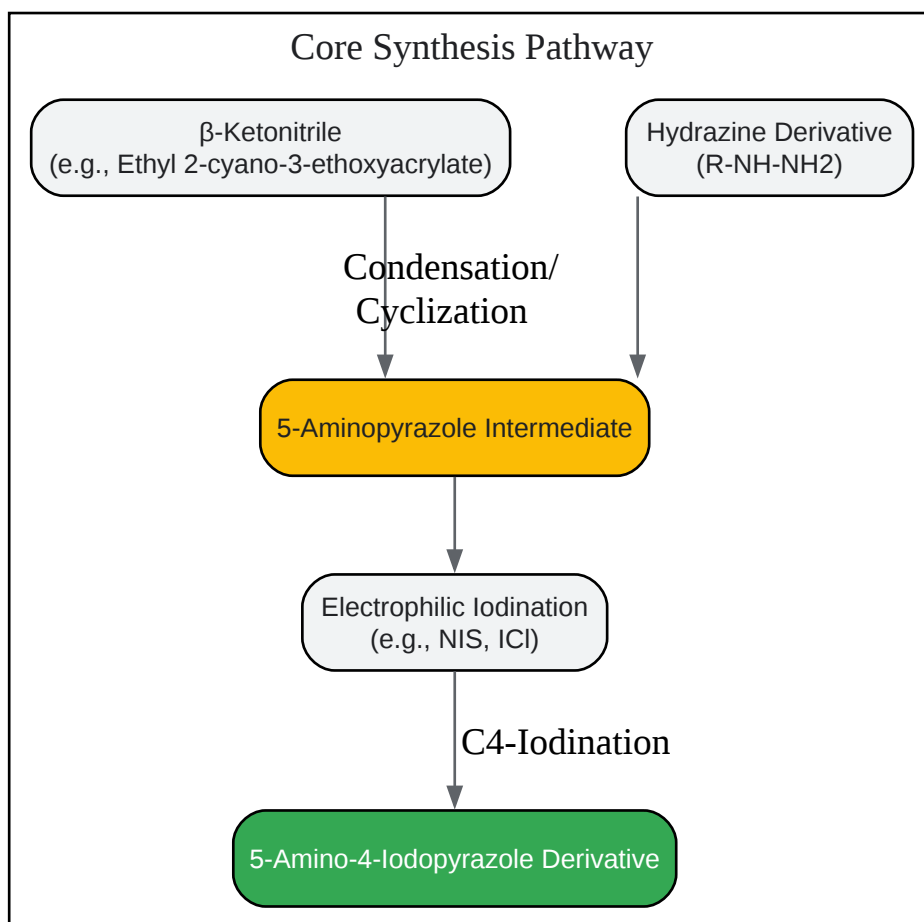 Core Synthesis Pathway
β-Ketonitrile
(e.g., Ethyl 2-cyano-3-ethoxyacrylate)
Hydrazine Derivative
(R-NH-NH2)
Condensation/
Cyclization
5-Aminopyrazole Intermediate
Electrophilic Iodination
(e.g., NIS, ICl)
C4-Iodination
5-Amino-4-Iodopyrazole Derivative